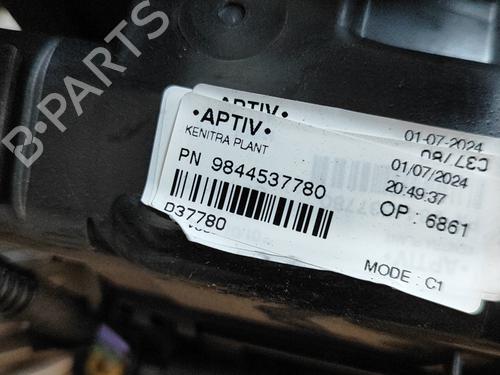 B-PARTS
•APTIV•
KENITRA PLANT
PN 9844537780
D37780
01-07-2024
C37780
01/07/2024
20:49:37
OP : 6861
MODE : C1